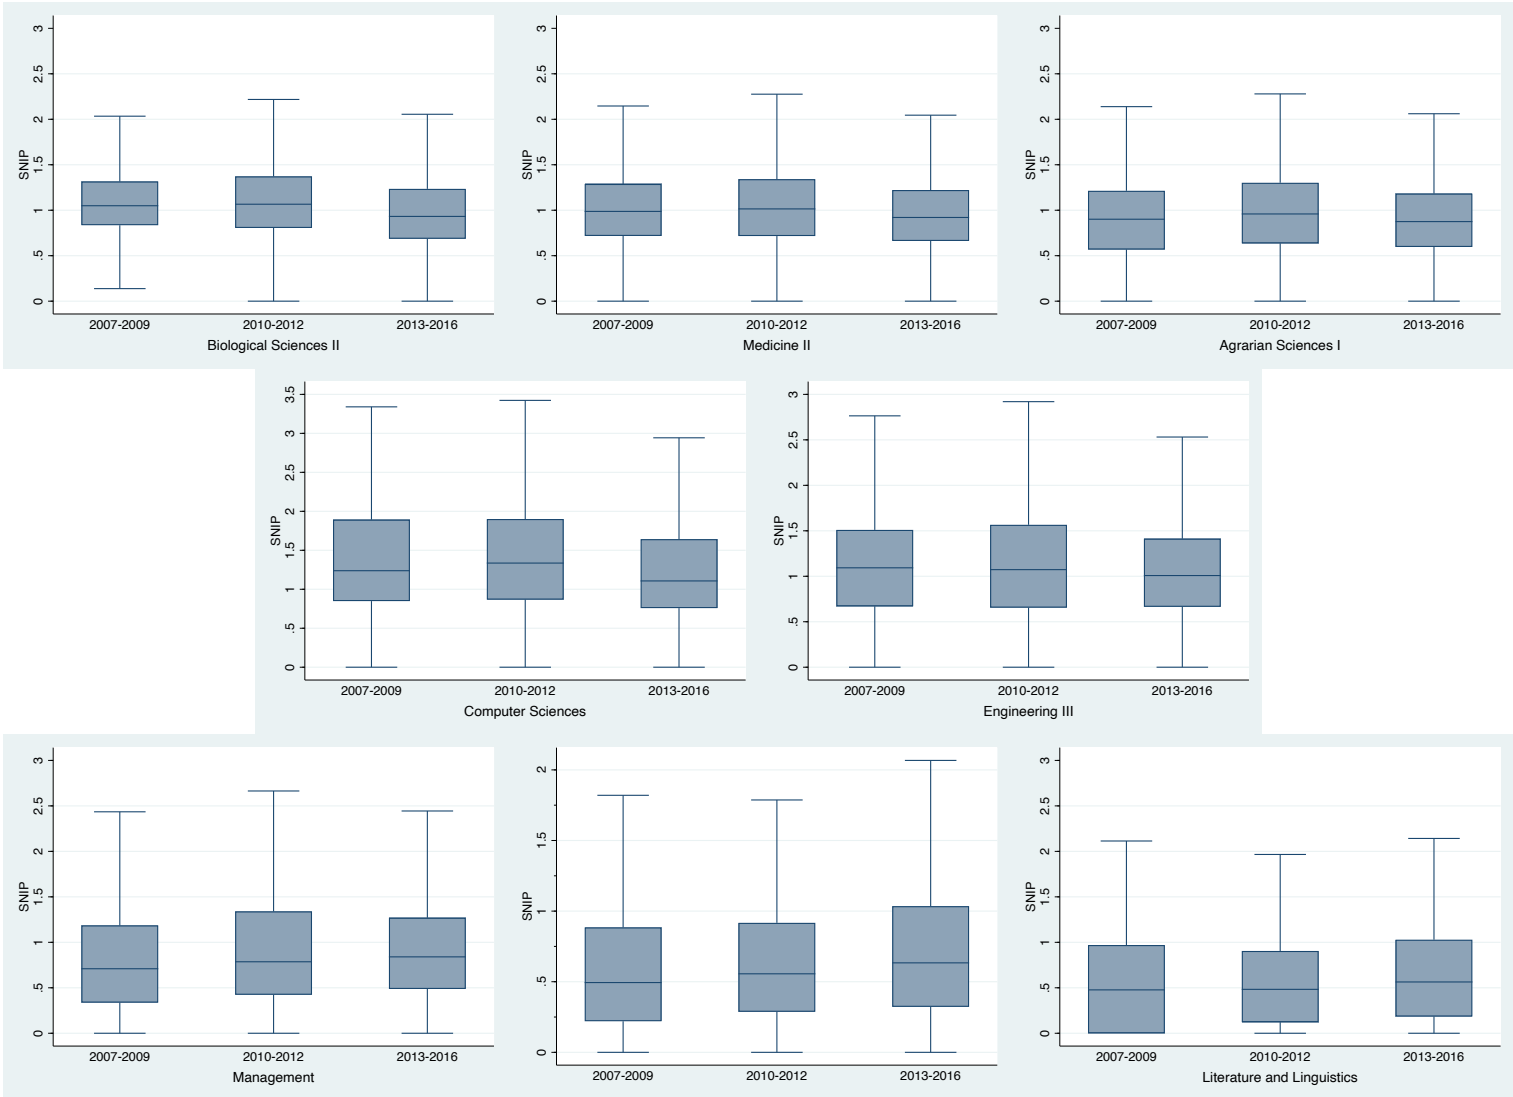 SNIP
3
2.5
2
1.5
1
.5
0
2007-2009 2010-2012 2013-2016
Biological Sciences II
SNIP
3
2.5
2
1.5
1
.5
0
2007-2009 2010-2012 2013-2016
Medicine II
SNIP
3
2.5
2
1.5
1
.5
0
2007-2009 2010-2012 2013-2016
Agrarian Sciences I
SNIP
3.5
3
2.5
2
1.5
1
.5
0
2007-2009 2010-2012 2013-2016
Computer Sciences
SNIP
3
2.5
2
1.5
1
.5
0
2007-2009 2010-2012 2013-2016
Engineering III
SNIP
3
2.5
2
1.5
1
.5
0
2007-2009 2010-2012 2013-2016
Management
SNIP
2
1.5
1
.5
0
2007-2009 2010-2012 2013-2016
SNIP
3
2.5
2
1.5
1
.5
0
2007-2009 2010-2012 2013-2016
Literature and Linguistics